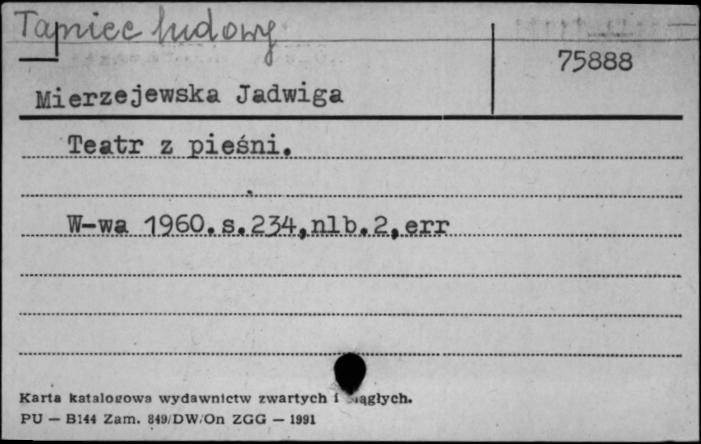 Taniec ludowy
75888
Mierzejewska Jadwiga
Teatr z pieśni.
W-wa 1960.s.234,nlb.2,err
Karta katalogowa wydawnictw zwartych i ciągłych.
PU — B144 Zam. 849/DW/On ZGG — 1991